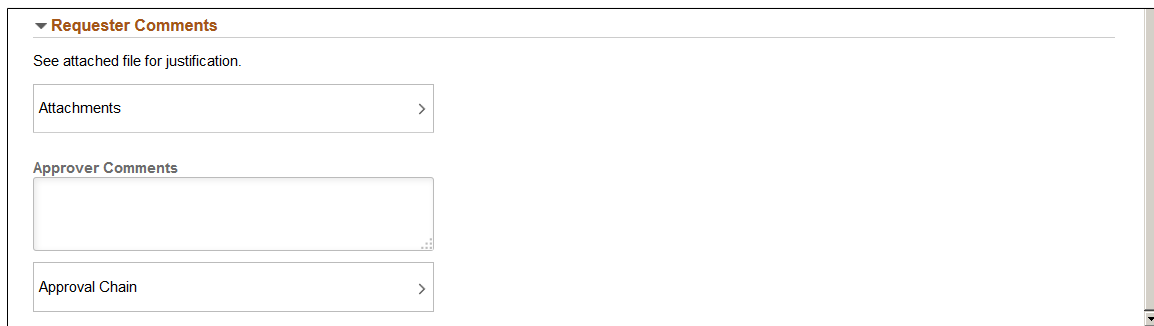 Requester Comments
See attached file for justification.
Attachments
Approver Comments
Approval Chain